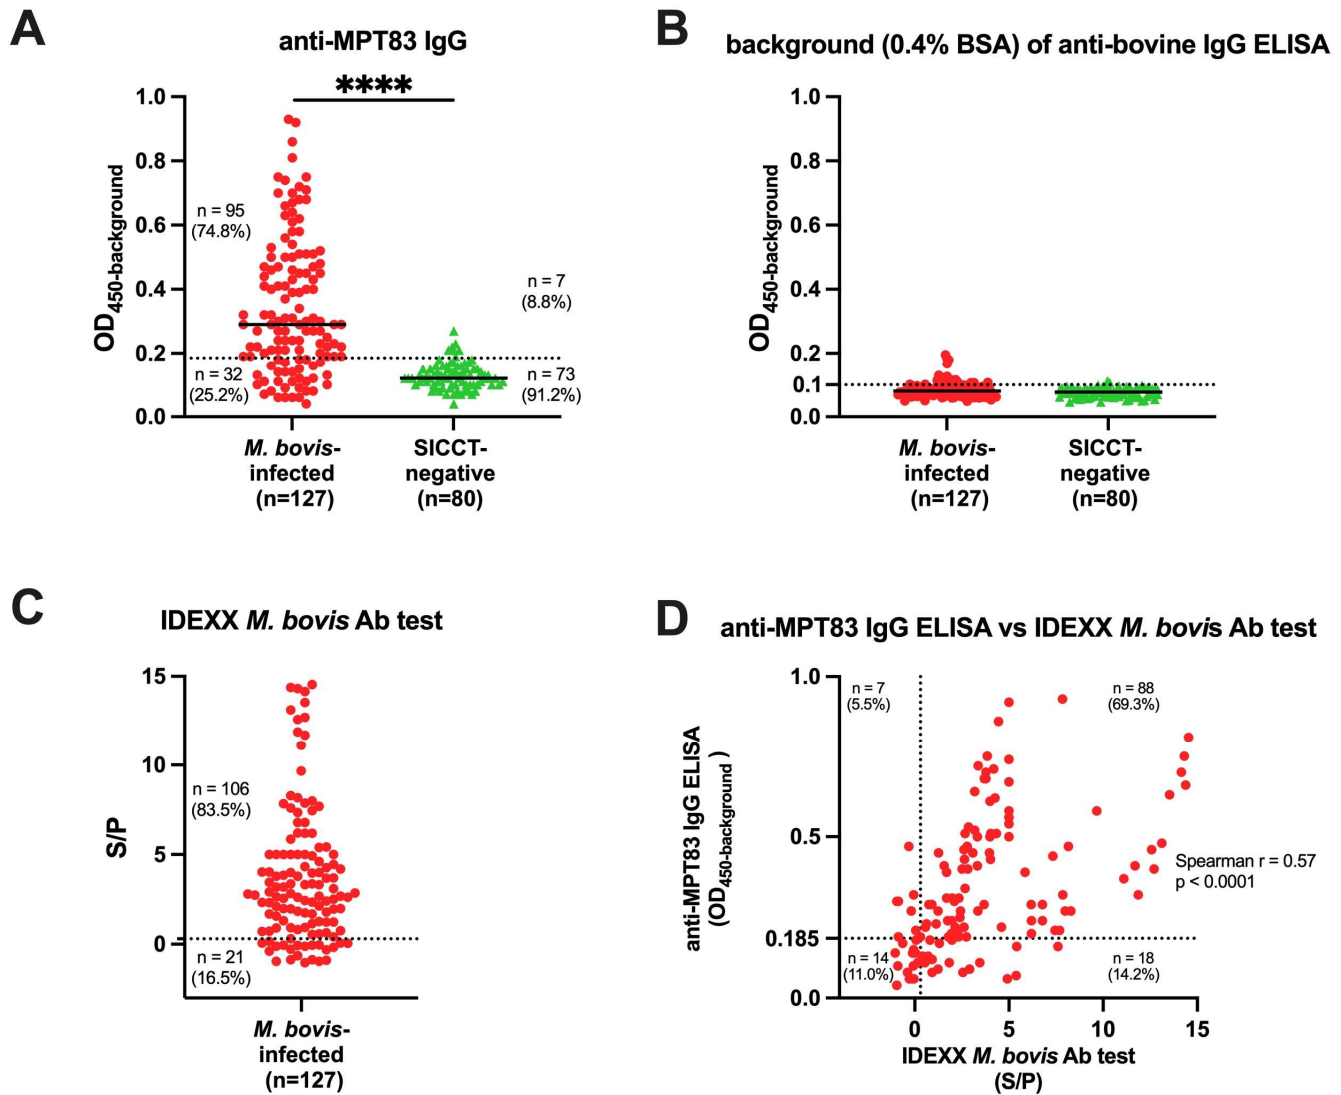 A
anti-MPT83 IgG
****
OD450-background
1.0
0.8
0.6
0.4
0.2
0.0
n = 95
(74.8%)
n = 7
(8.8%)
n = 32
(25.2%)
n = 73
(91.2%)
M. bovis-
infected
(n=127)
SICCT-
negative
(n=80)
B
background (0.4% BSA) of anti-bovine IgG ELISA
OD450-background
1.0
0.8
0.6
0.4
0.2
0.1
0.0
M. bovis-
infected
(n=127)
SICCT-
negative
(n=80)
C
IDEXX M. bovis Ab test
S/P
15
10
5
0
n = 106
(83.5%)
n = 21
(16.5%)
M. bovis-
infected
(n=127)
D
anti-MPT83 IgG ELISA vs IDEXX M. bovis Ab test
anti-MPT83 IgG ELISA
(OD450-background)
1.0
0.5
0.185
0.0
n = 7
(5.5%)
n = 88
(69.3%)
Spearman r = 0.57
p < 0.0001
n = 14
(11.0%)
n = 18
(14.2%)
0
5
10
15
IDEXX M. bovis Ab test
(S/P)